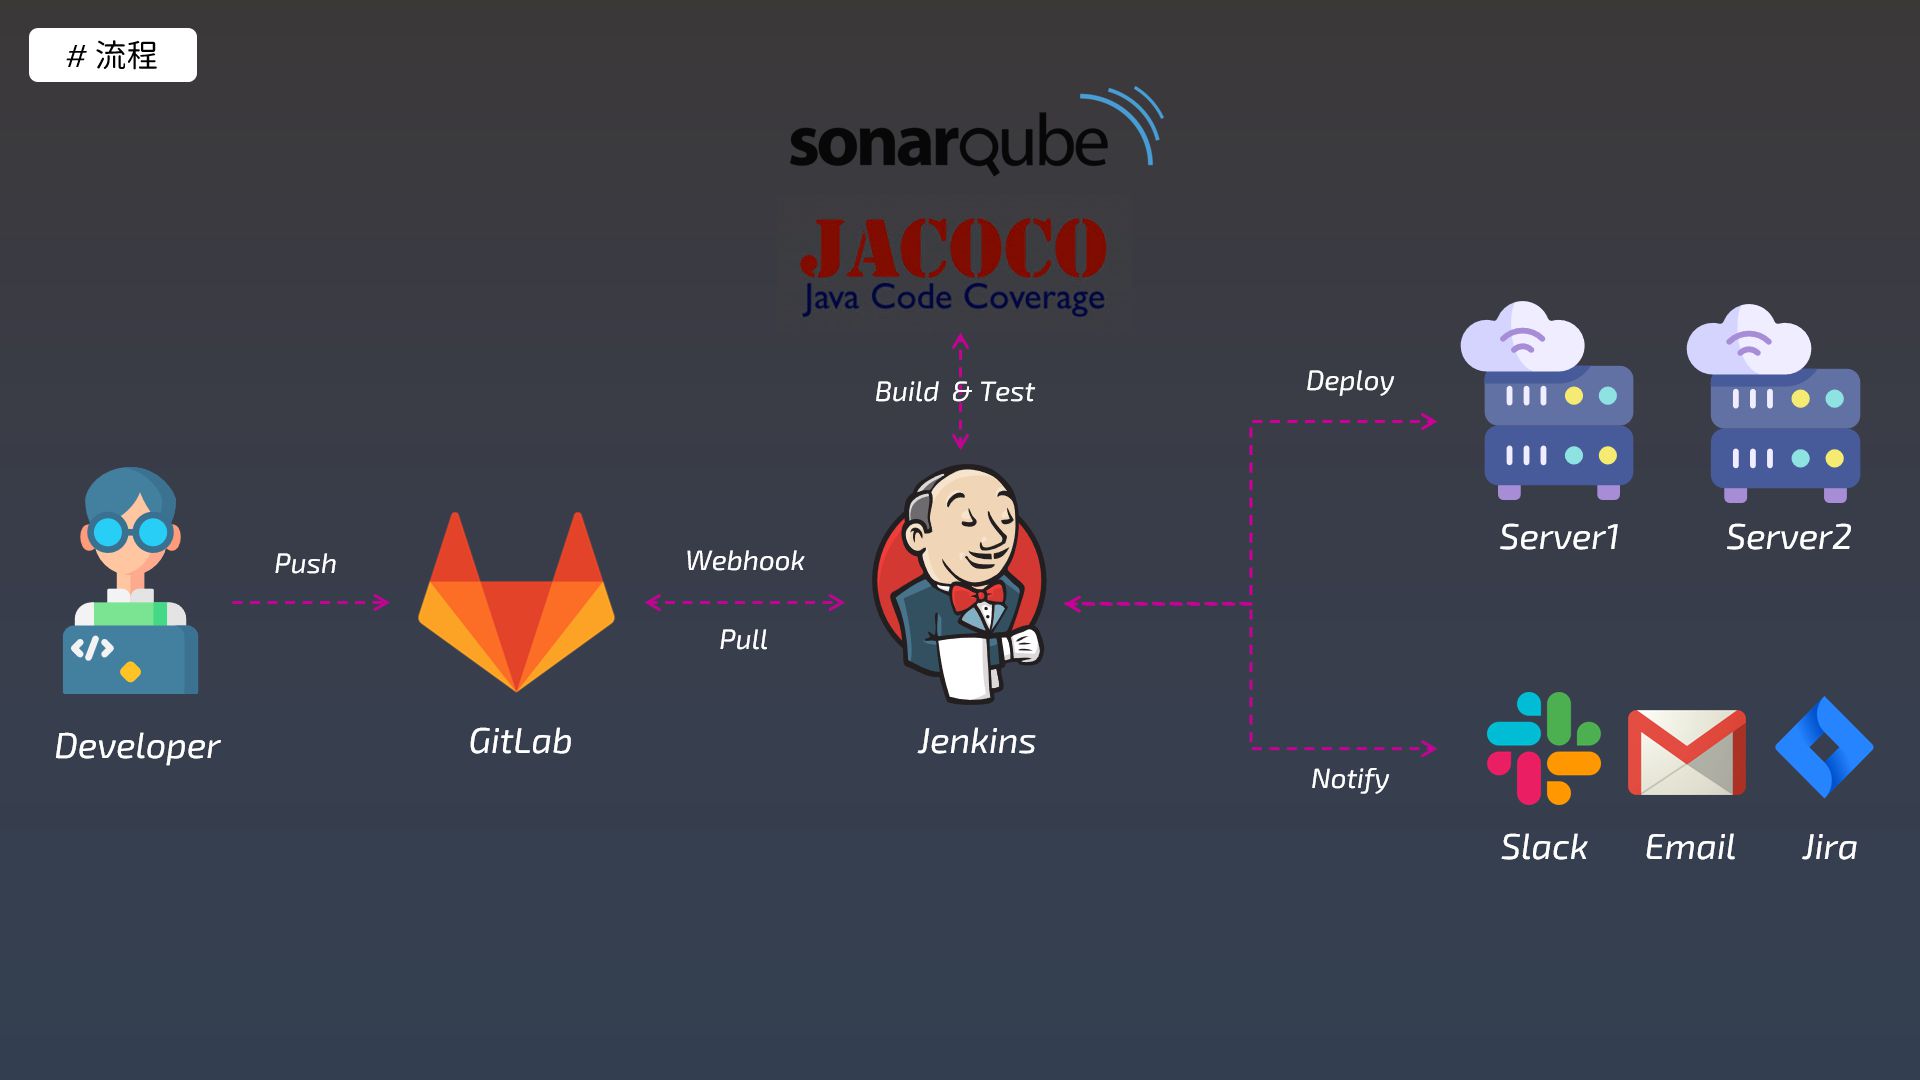 # 流程
sonarqube
JACOCO
Java Code Coverage
Build & Test
Deploy
Server1
Server2
Push
Webhook
Pull
</>
Developer
GitLab
Jenkins
Notify
Slack
Email
Jira